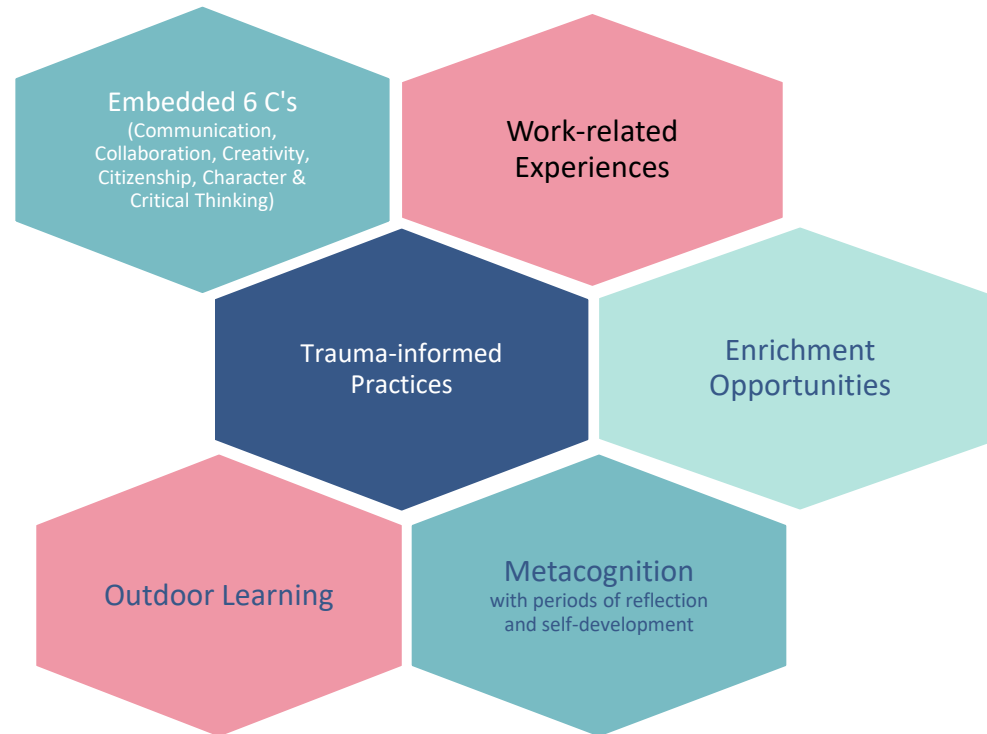 Embedded 6 C's
(Communication,
Collaboration, Creativity,
Citizenship, Character &
Critical Thinking)
Work-related
Experiences
Trauma-informed
Practices
Enrichment
Opportunities
Outdoor Learning
Metacognition
with periods of reflection
and self-development